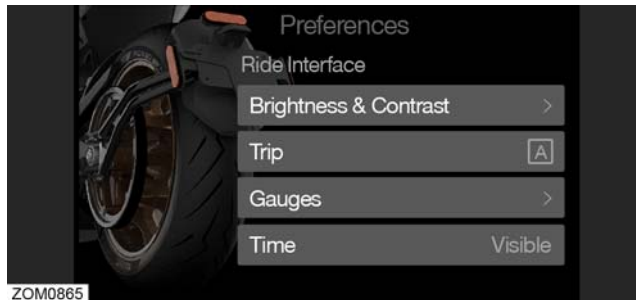 Preferences
Ride Interface
Brightness & Contrast >
Trip A
Gauges >
Time Visible
ZOM0865